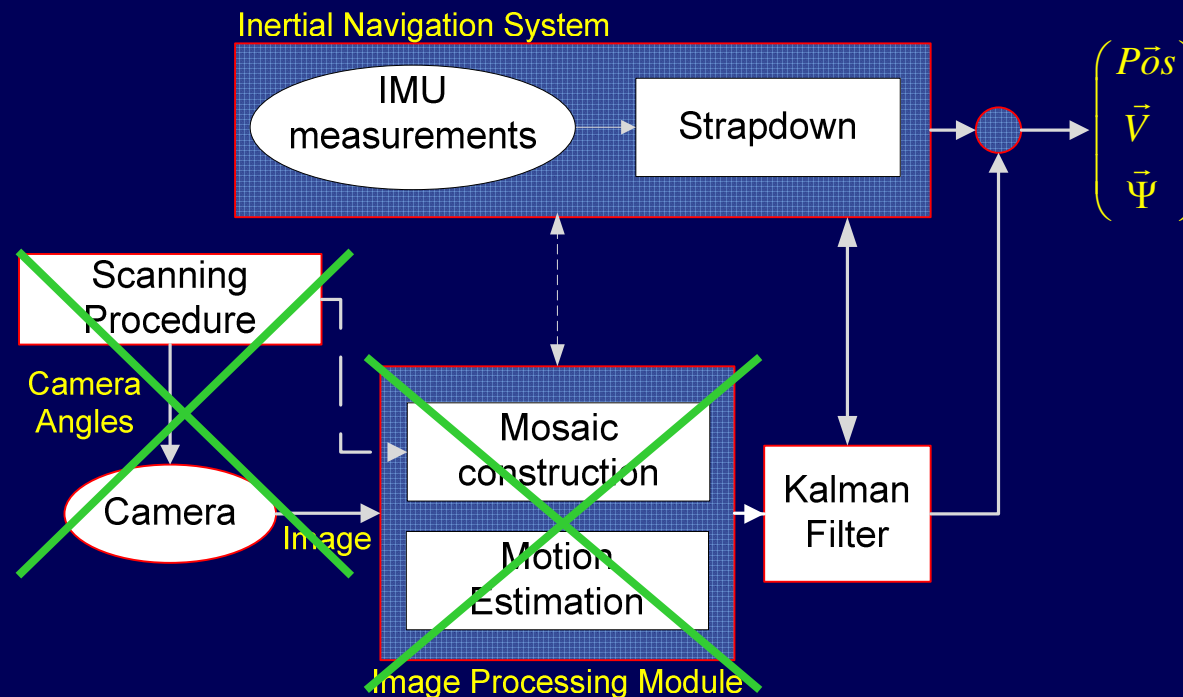 Inertial Navigation System
IMU
measurements
Strapdown
Pos
V
Ψ
Scanning
Procedure
Camera
Angles
Camera
Image
Mosaic
construction
Motion
Estimation
Kalman
Filter
Image Processing Module